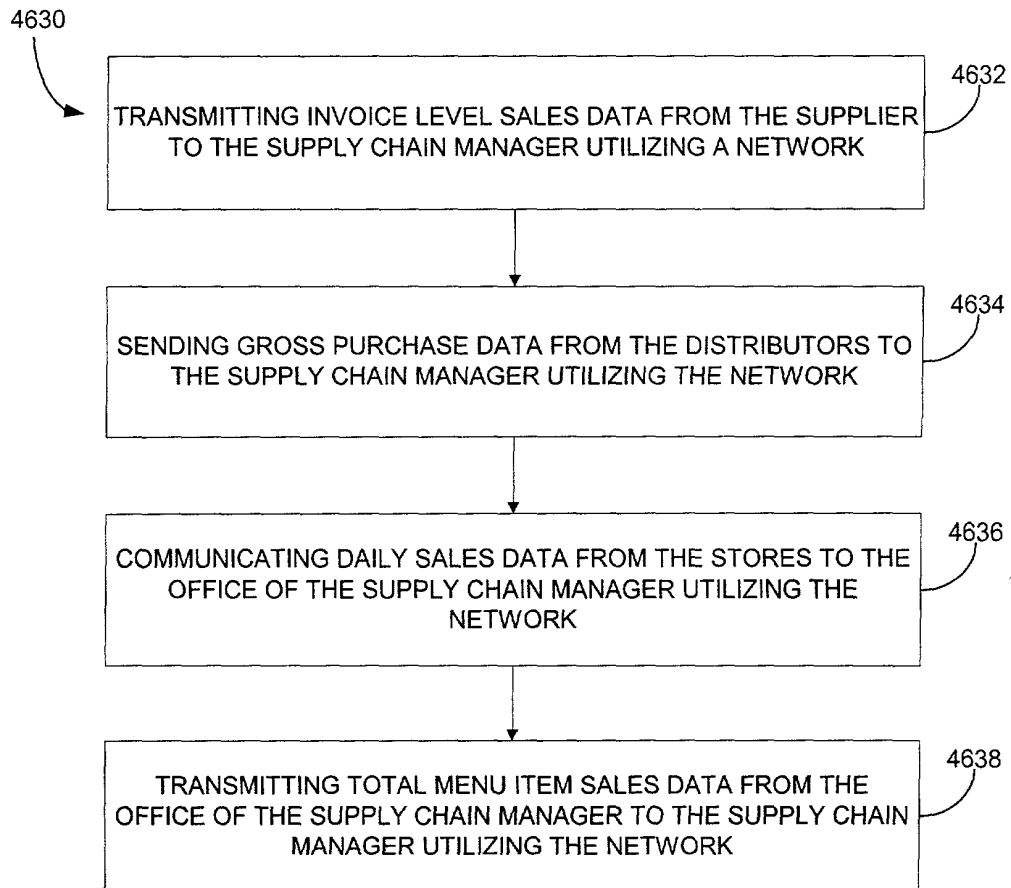 4630
4632
TRANSMITTING INVOICE LEVEL SALES DATA FROM THE SUPPLIER
TO THE SUPPLY CHAIN MANAGER UTILIZING A NETWORK
4634
SENDING GROSS PURCHASE DATA FROM THE DISTRIBUTORS TO
THE SUPPLY CHAIN MANAGER UTILIZING THE NETWORK
4636
COMMUNICATING DAILY SALES DATA FROM THE STORES TO THE
OFFICE OF THE SUPPLY CHAIN MANAGER UTILIZING THE
NETWORK
4638
TRANSMITTING TOTAL MENU ITEM SALES DATA FROM THE
OFFICE OF THE SUPPLY CHAIN MANAGER TO THE SUPPLY CHAIN
MANAGER UTILIZING THE NETWORK